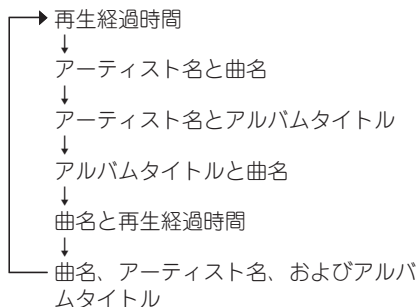 再生経過時間
アーティスト名と曲名
アーティスト名とアルバムタイトル
アルバムタイトルと曲名
曲名と再生経過時間
曲名、アーティスト名、およびアルバ
ムタイトル